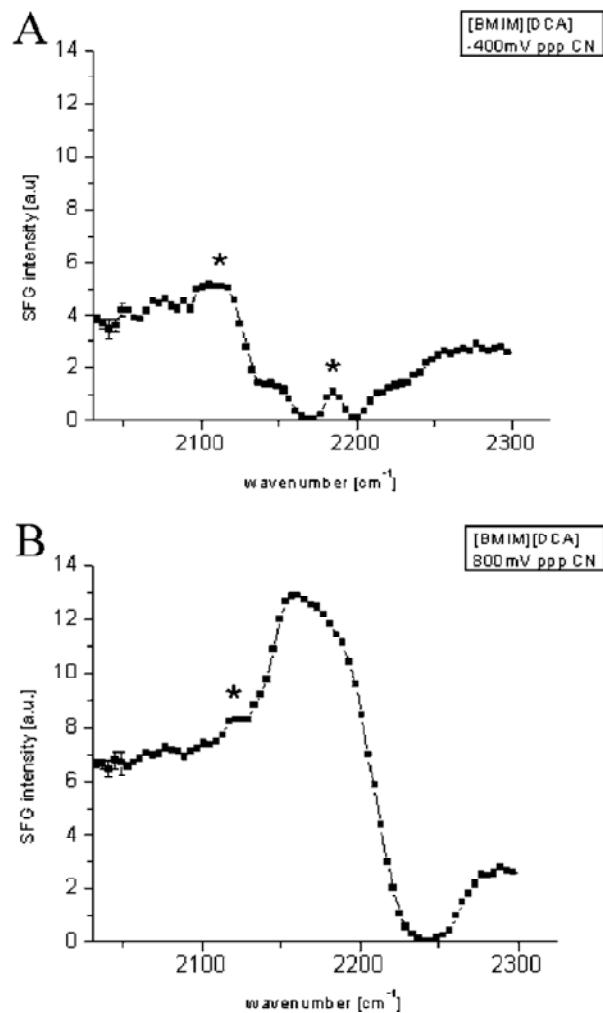 A
[BMIM][DCA]
-400mV ppp CN
14
12
10
8
6
4
2
0
SFG intensity [a.u]
*
*
2100
2200
2300
wavenumber [cm-1]
B
[BMIM][DCA]
800mV ppp CN
14
12
10
8
6
4
2
0
SFG intensity [a.u.]
*
2100
2200
2300
wavenumber [cm-1]